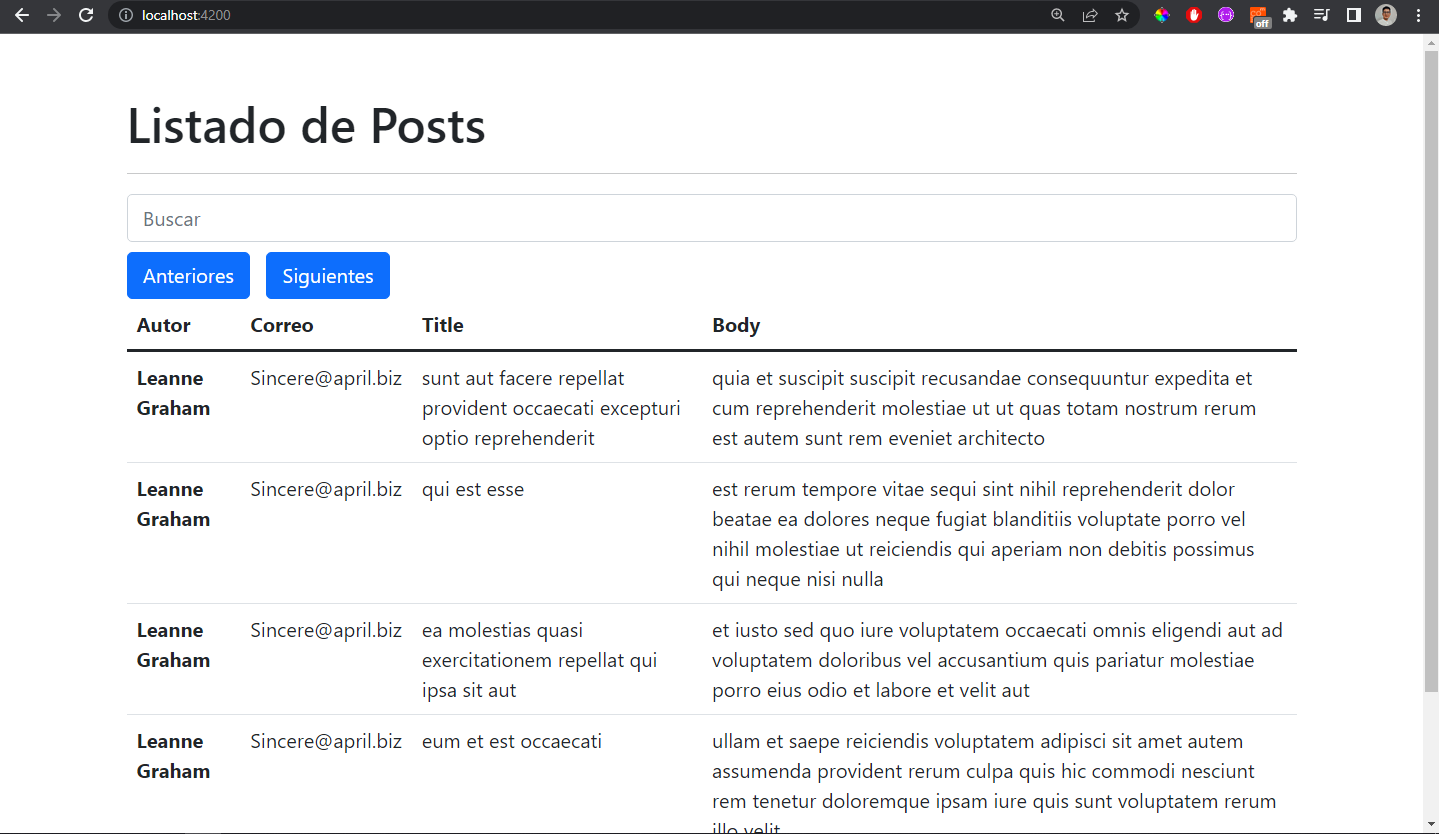 localhost:4200
off
Listado de Posts
Buscar
Anteriores Siguientes
Autor Correo Title Body
Leanne Sincere@april.biz sunt aut facere repellat quia et suscipit suscipit recusandae consequuntur expedita et
Graham provident occaecati excepturi cum reprehenderit molestiae ut ut quas totam nostrum rerum
optio reprehenderit est autem sunt rem eveniet architecto
Leanne Sincere@april.biz qui est esse est rerum tempore vitae sequi sint nihil reprehenderit dolor
Graham beatae ea dolores neque fugiat blanditiis voluptate porro vel
nihil molestiae ut reiciendis qui aperiam non debitis possimus
qui neque nisi nulla
Leanne Sincere@april.biz ea molestias quasi et iusto sed quo iure voluptatem occaecati omnis eligendi aut ad
Graham exercitationem repellat qui voluptatem doloribus vel accusantium quis pariatur molestiae
ipsa sit aut porro eius odio et labore et velit aut
Leanne Sincere@april.biz eum et est occaecati ullam et saepe reiciendis voluptatem adipisci sit amet autem
Graham assumenda provident rerum culpa quis hic commodi nesciunt
rem tenetur doloremque ipsam iure quis sunt voluptatem rerum
illo velit